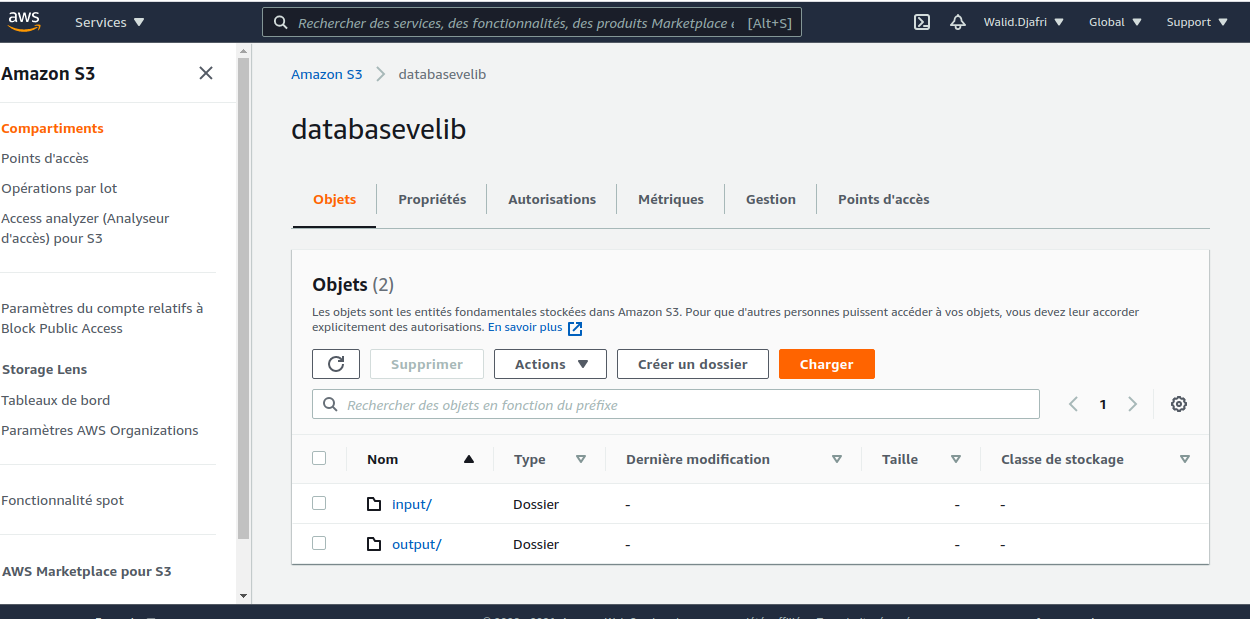 aws Services Rechercher des services, des fonctionnalités, des produits Marketplace e [Alt+S] Walid.Djafri Global Support
Amazon S3
Compartiments
Points d'accès
Opérations par lot
Access analyzer (Analyseur
d'accès) pour S3
Paramètres du compte relatifs à
Block Public Access
Storage Lens
Tableaux de bord
Paramètres AWS Organizations
Fonctionnalité spot
AWS Marketplace pour S3
Amazon S3 databasevelib
databasevelib
Objets Propriétés Autorisations Métriques Gestion Points d'accès
Objets (2)
Les objets sont les entités fondamentales stockées dans Amazon S3. Pour que d'autres personnes puissent accéder à vos objets, vous devez leur accorder
explicitement des autorisations. En savoir plus
Supprimer Actions Créer un dossier Charger
Rechercher des objets en fonction du préfixe 1
Nom Type Dernière modification Taille Classe de stockage
input/ Dossier - - -
output/ Dossier - - -